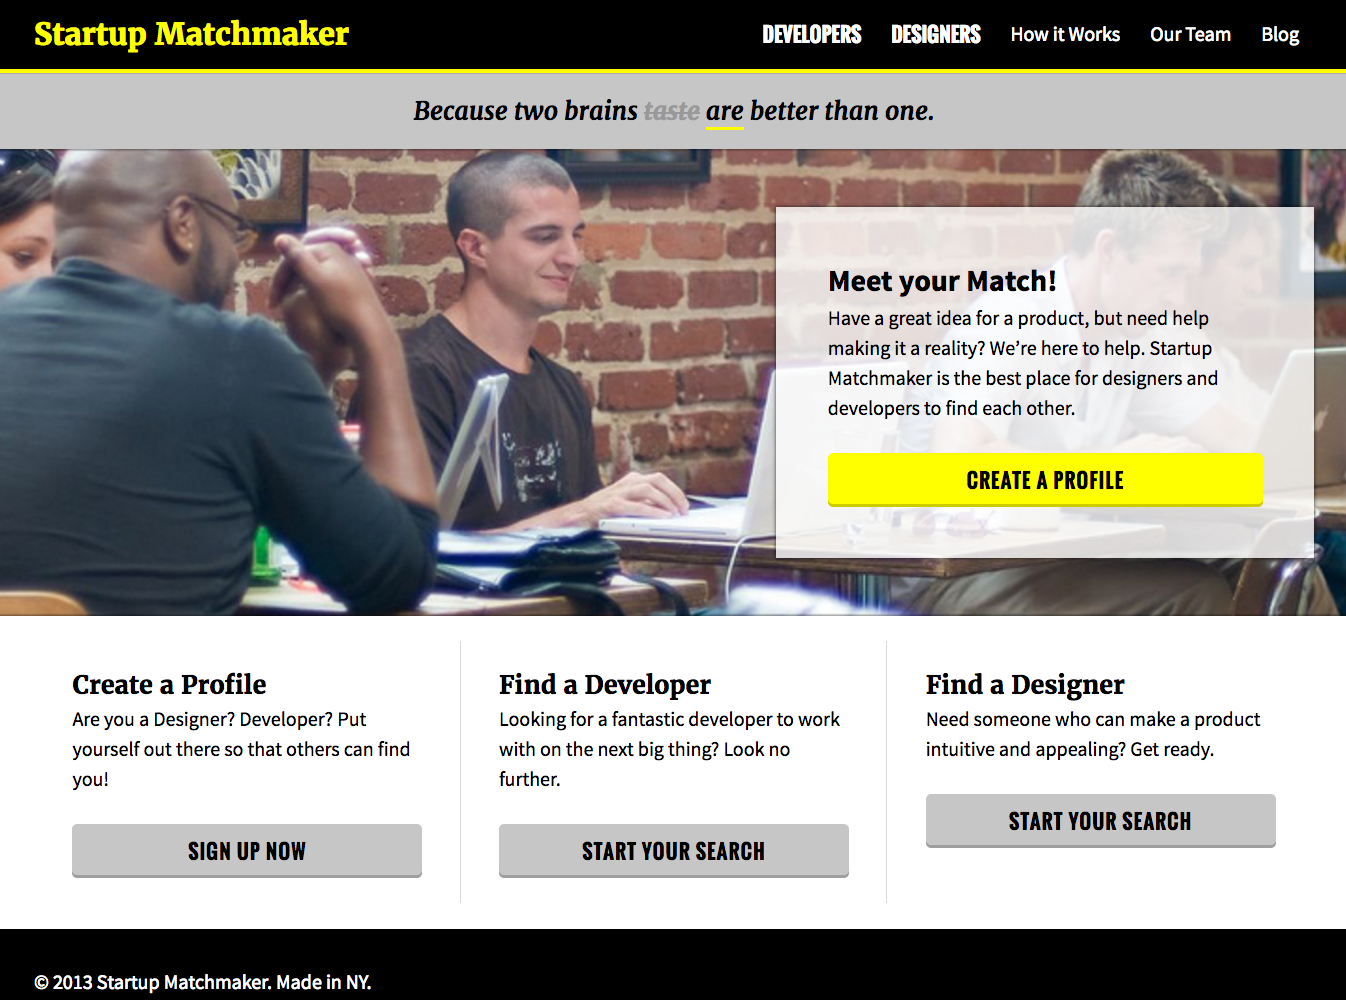 Startup Matchmaker
DEVELOPERS DESIGNERS How it Works Our Team Blog
Because two brains taste are better than one.
Meet your Match!
Have a great idea for a product, but need help
making it a reality? We’re here to help. Startup
Matchmaker is the best place for designers and
developers to find each other.
CREATE A PROFILE
Create a Profile
Are you a Designer? Developer? Put
yourself out there so that others can find
you!
SIGN UP NOW
Find a Developer
Looking for a fantastic developer to work
with on the next big thing? Look no
further.
START YOUR SEARCH
Find a Designer
Need someone who can make a product
intuitive and appealing? Get ready.
START YOUR SEARCH
© 2013 Startup Matchmaker. Made in NY.